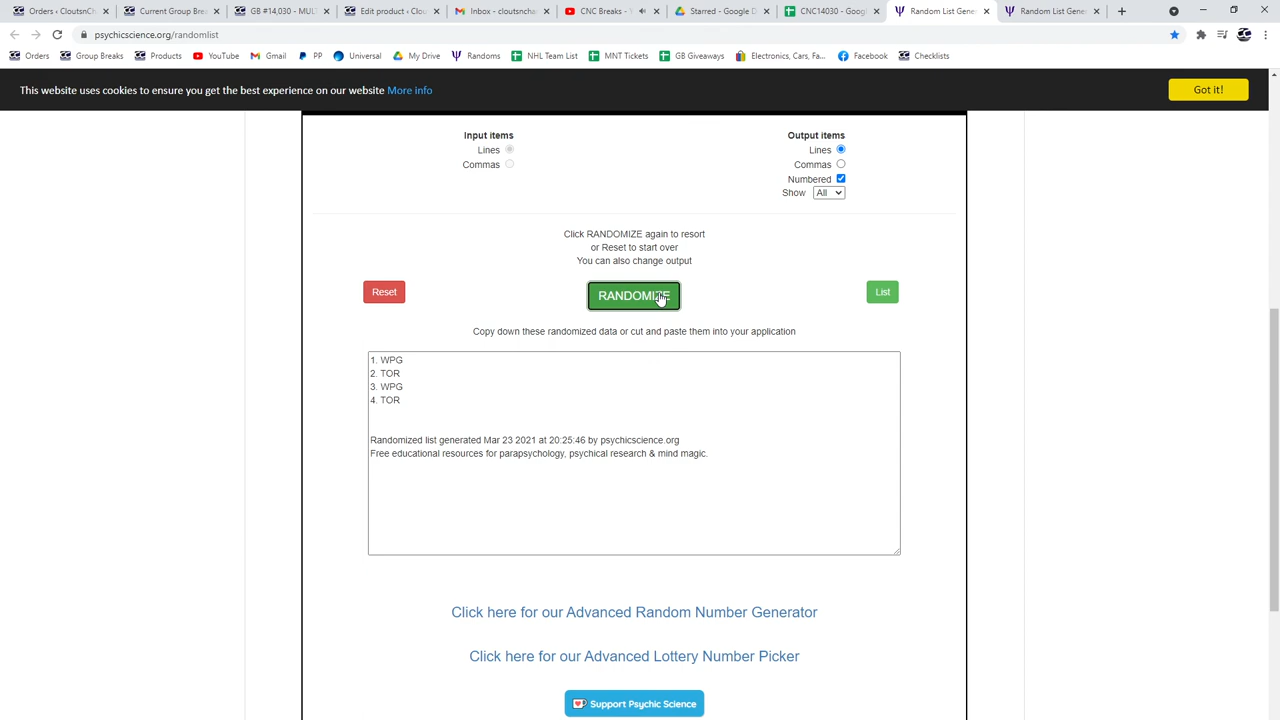 Orders ‹ CloutsnCh
Current Group Bre
GB #14,030 – MULT
Edit product ‹ Clou
Inbox - cloutsncha
CNC Breaks -
Starred - Google D
CNC14030 - Goog
Random List Gene
Random List Gene
psychicscience.org/randomlist
Orders
Group Breaks
Products
YouTube
Gmail
PP
Universal
My Drive
Randoms
NHL Team List
MNT Tickets
GB Giveaways
Electronics, Cars, Fa...
Facebook
Checklists
This website uses cookies to ensure you get the best experience on our website More info
Got it!
Input items
Lines
Commas
Output items
Lines
Commas
Numbered
Show All
Click RANDOMIZE again to resort
or Reset to start over
You can also change output
Reset
RANDOMIZE
List
Copy down these randomized data or cut and paste them into your application
1. WPG
2. TOR
3. WPG
4. TOR
Randomized list generated Mar 23 2021 at 20:25:46 by psychicscience.org
Free educational resources for parapsychology, psychical research & mind magic.
Click here for our Advanced Random Number Generator
Click here for our Advanced Lottery Number Picker
Support Psychic Science